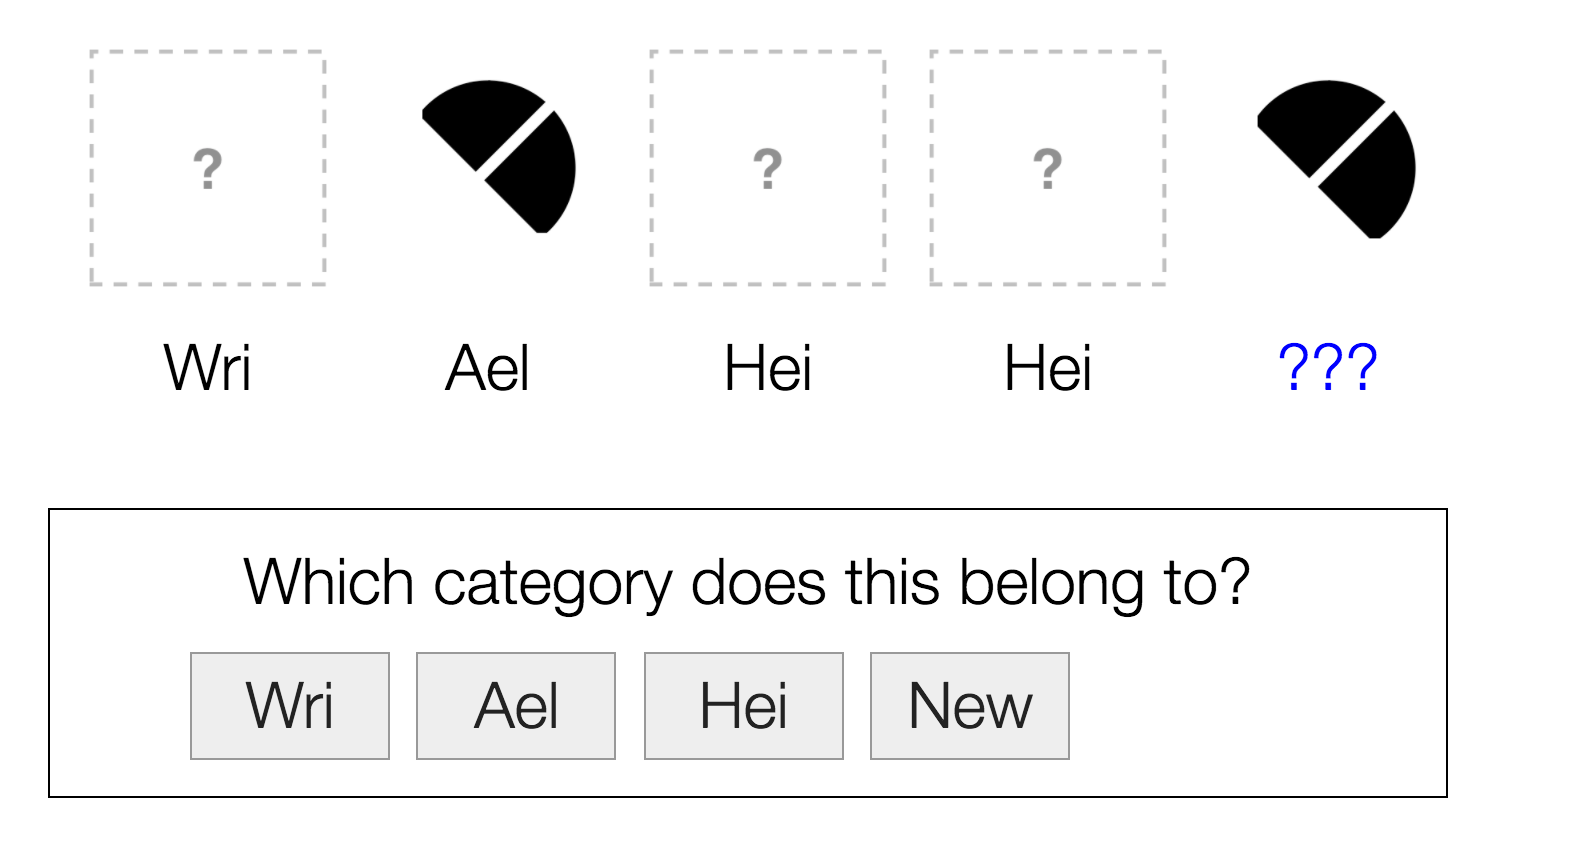 ? ? ?
Wri Ael Hei Hei ???
Which category does this belong to?
Wri Ael Hei New